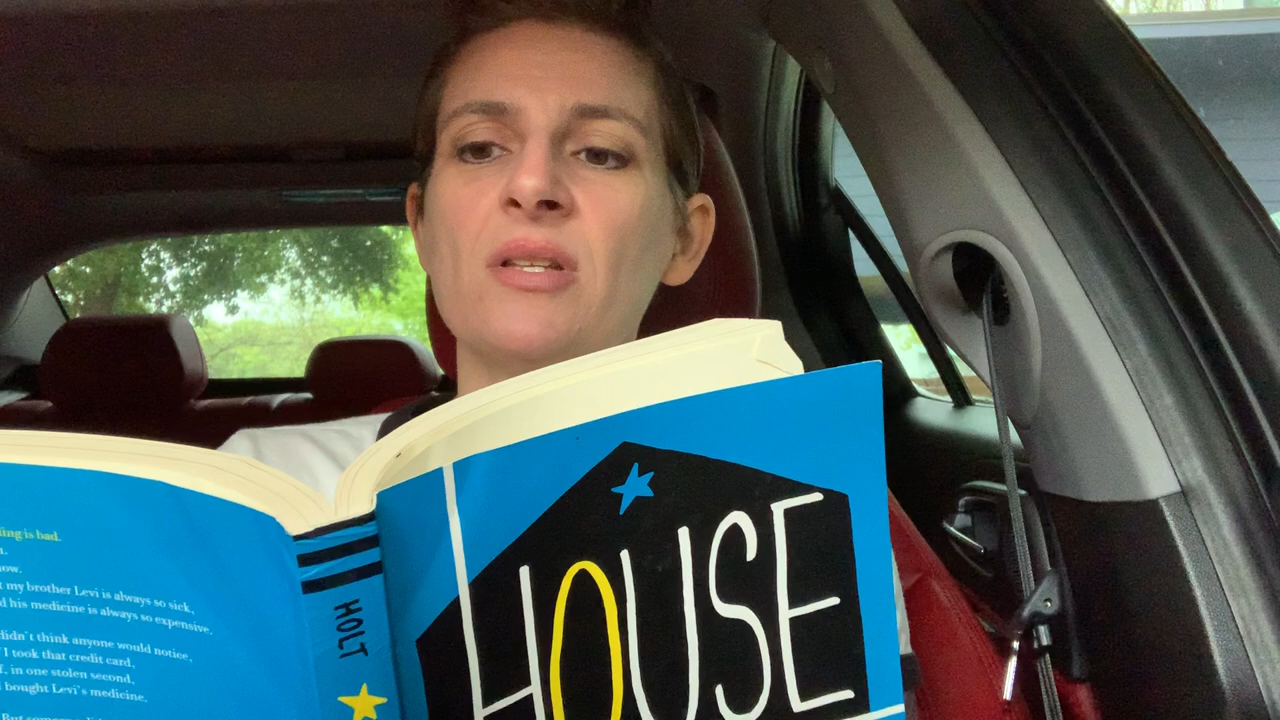 ing is bad.
ow.
my brother Levi is always so sick,
d his medicine is always so expensive.
didn't think anyone would notice,
I took that credit card,
f, in one stolen second,
bought Levi's medicine.
But
HOLT
HOUSE